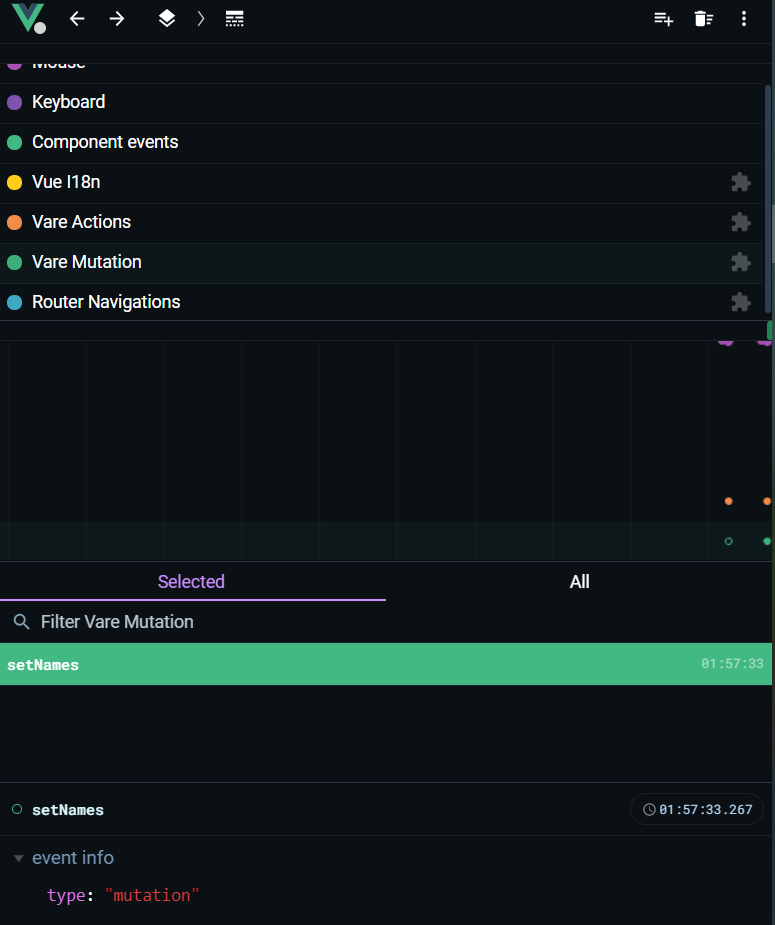 Mouse
Keyboard
Component events
Vue I18n
Vare Actions
Vare Mutation
Router Navigations
Selected All
Filter Vare Mutation
setNames 01:57:33
setNames 01:57:33.267
event info
type: "mutation"